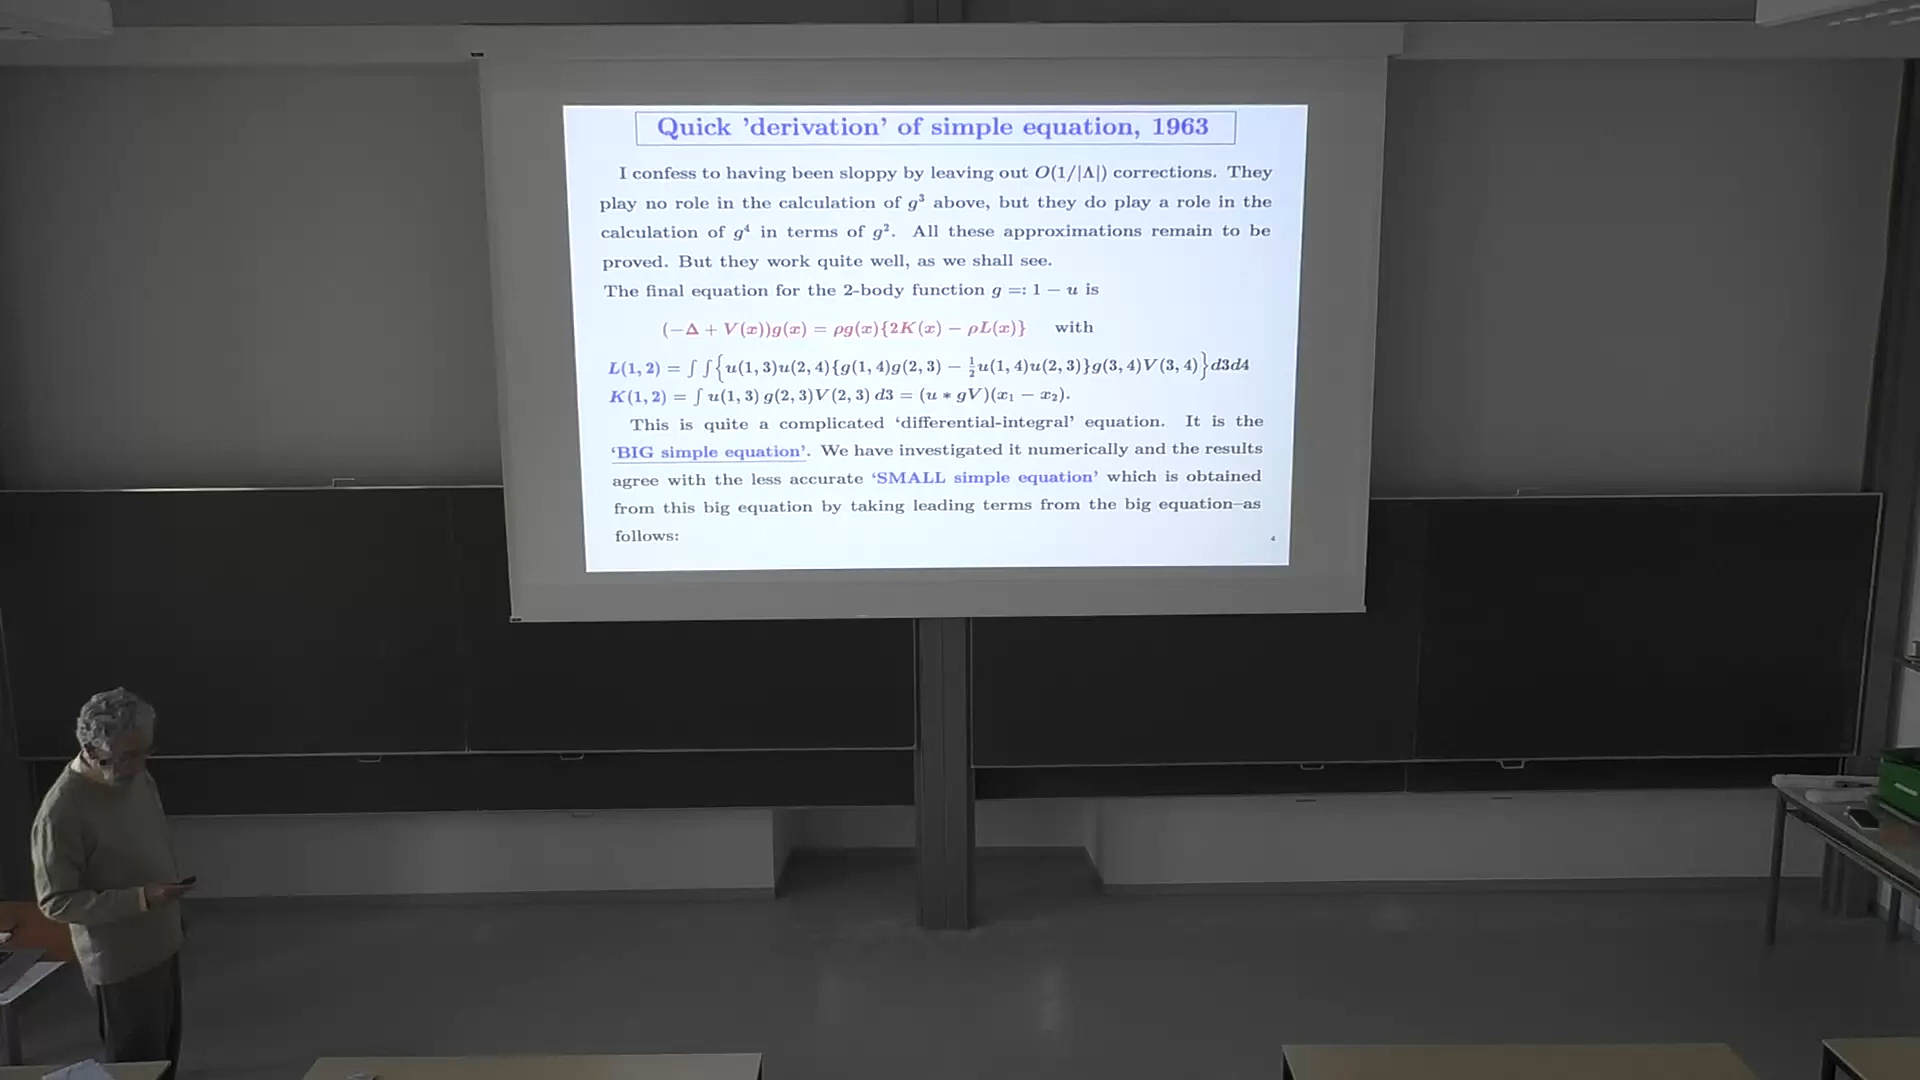 Quick 'derivation' of simple equation, 1963
I confess to having been sloppy by leaving out O(1/|Λ|) corrections. They
play no role in the calculation of g³ above, but they do play a role in the
calculation of g⁴ in terms of g². All these approximations remain to be
proved. But they work quite well, as we shall see.
The final equation for the 2-body function g =: 1 − u is
(−Δ + V(x))g(x) = ρg(x){2K(x) − ρL(x)} with
L(1, 2) = ∫ ∫{u(1, 3)u(2, 4){g(1, 4)g(2, 3) − ½u(1, 4)u(2, 3)}g(3, 4)V(3, 4)}d3d4
K(1, 2) = ∫ u(1, 3) g(2, 3)V(2, 3) d3 = (u ∗ gV)(x₁ − x₂).
This is quite a complicated 'differential-integral' equation. It is the
'BIG simple equation'. We have investigated it numerically and the results
agree with the less accurate 'SMALL simple equation' which is obtained
from this big equation by taking leading terms from the big equation–as
follows:
4